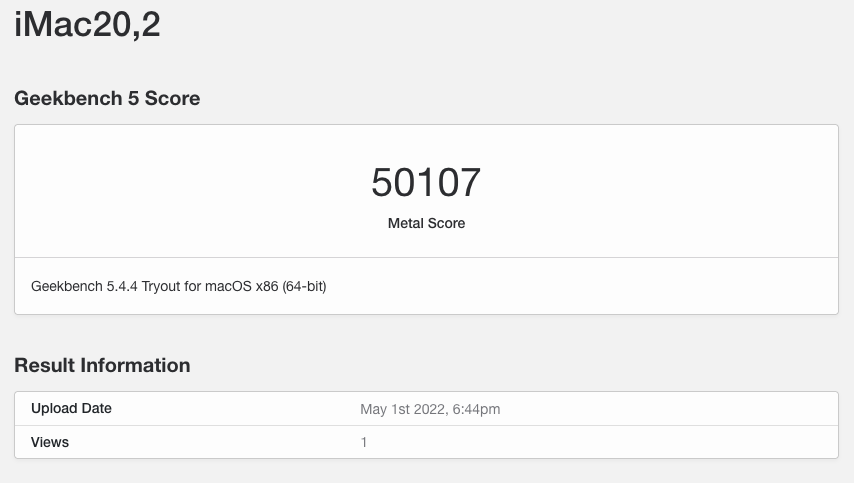 iMac20,2
Geekbench 5 Score
50107
Metal Score
Geekbench 5.4.4 Tryout for macOS x86 (64-bit)
Result Information
Upload Date May 1st 2022, 6:44pm
Views 1